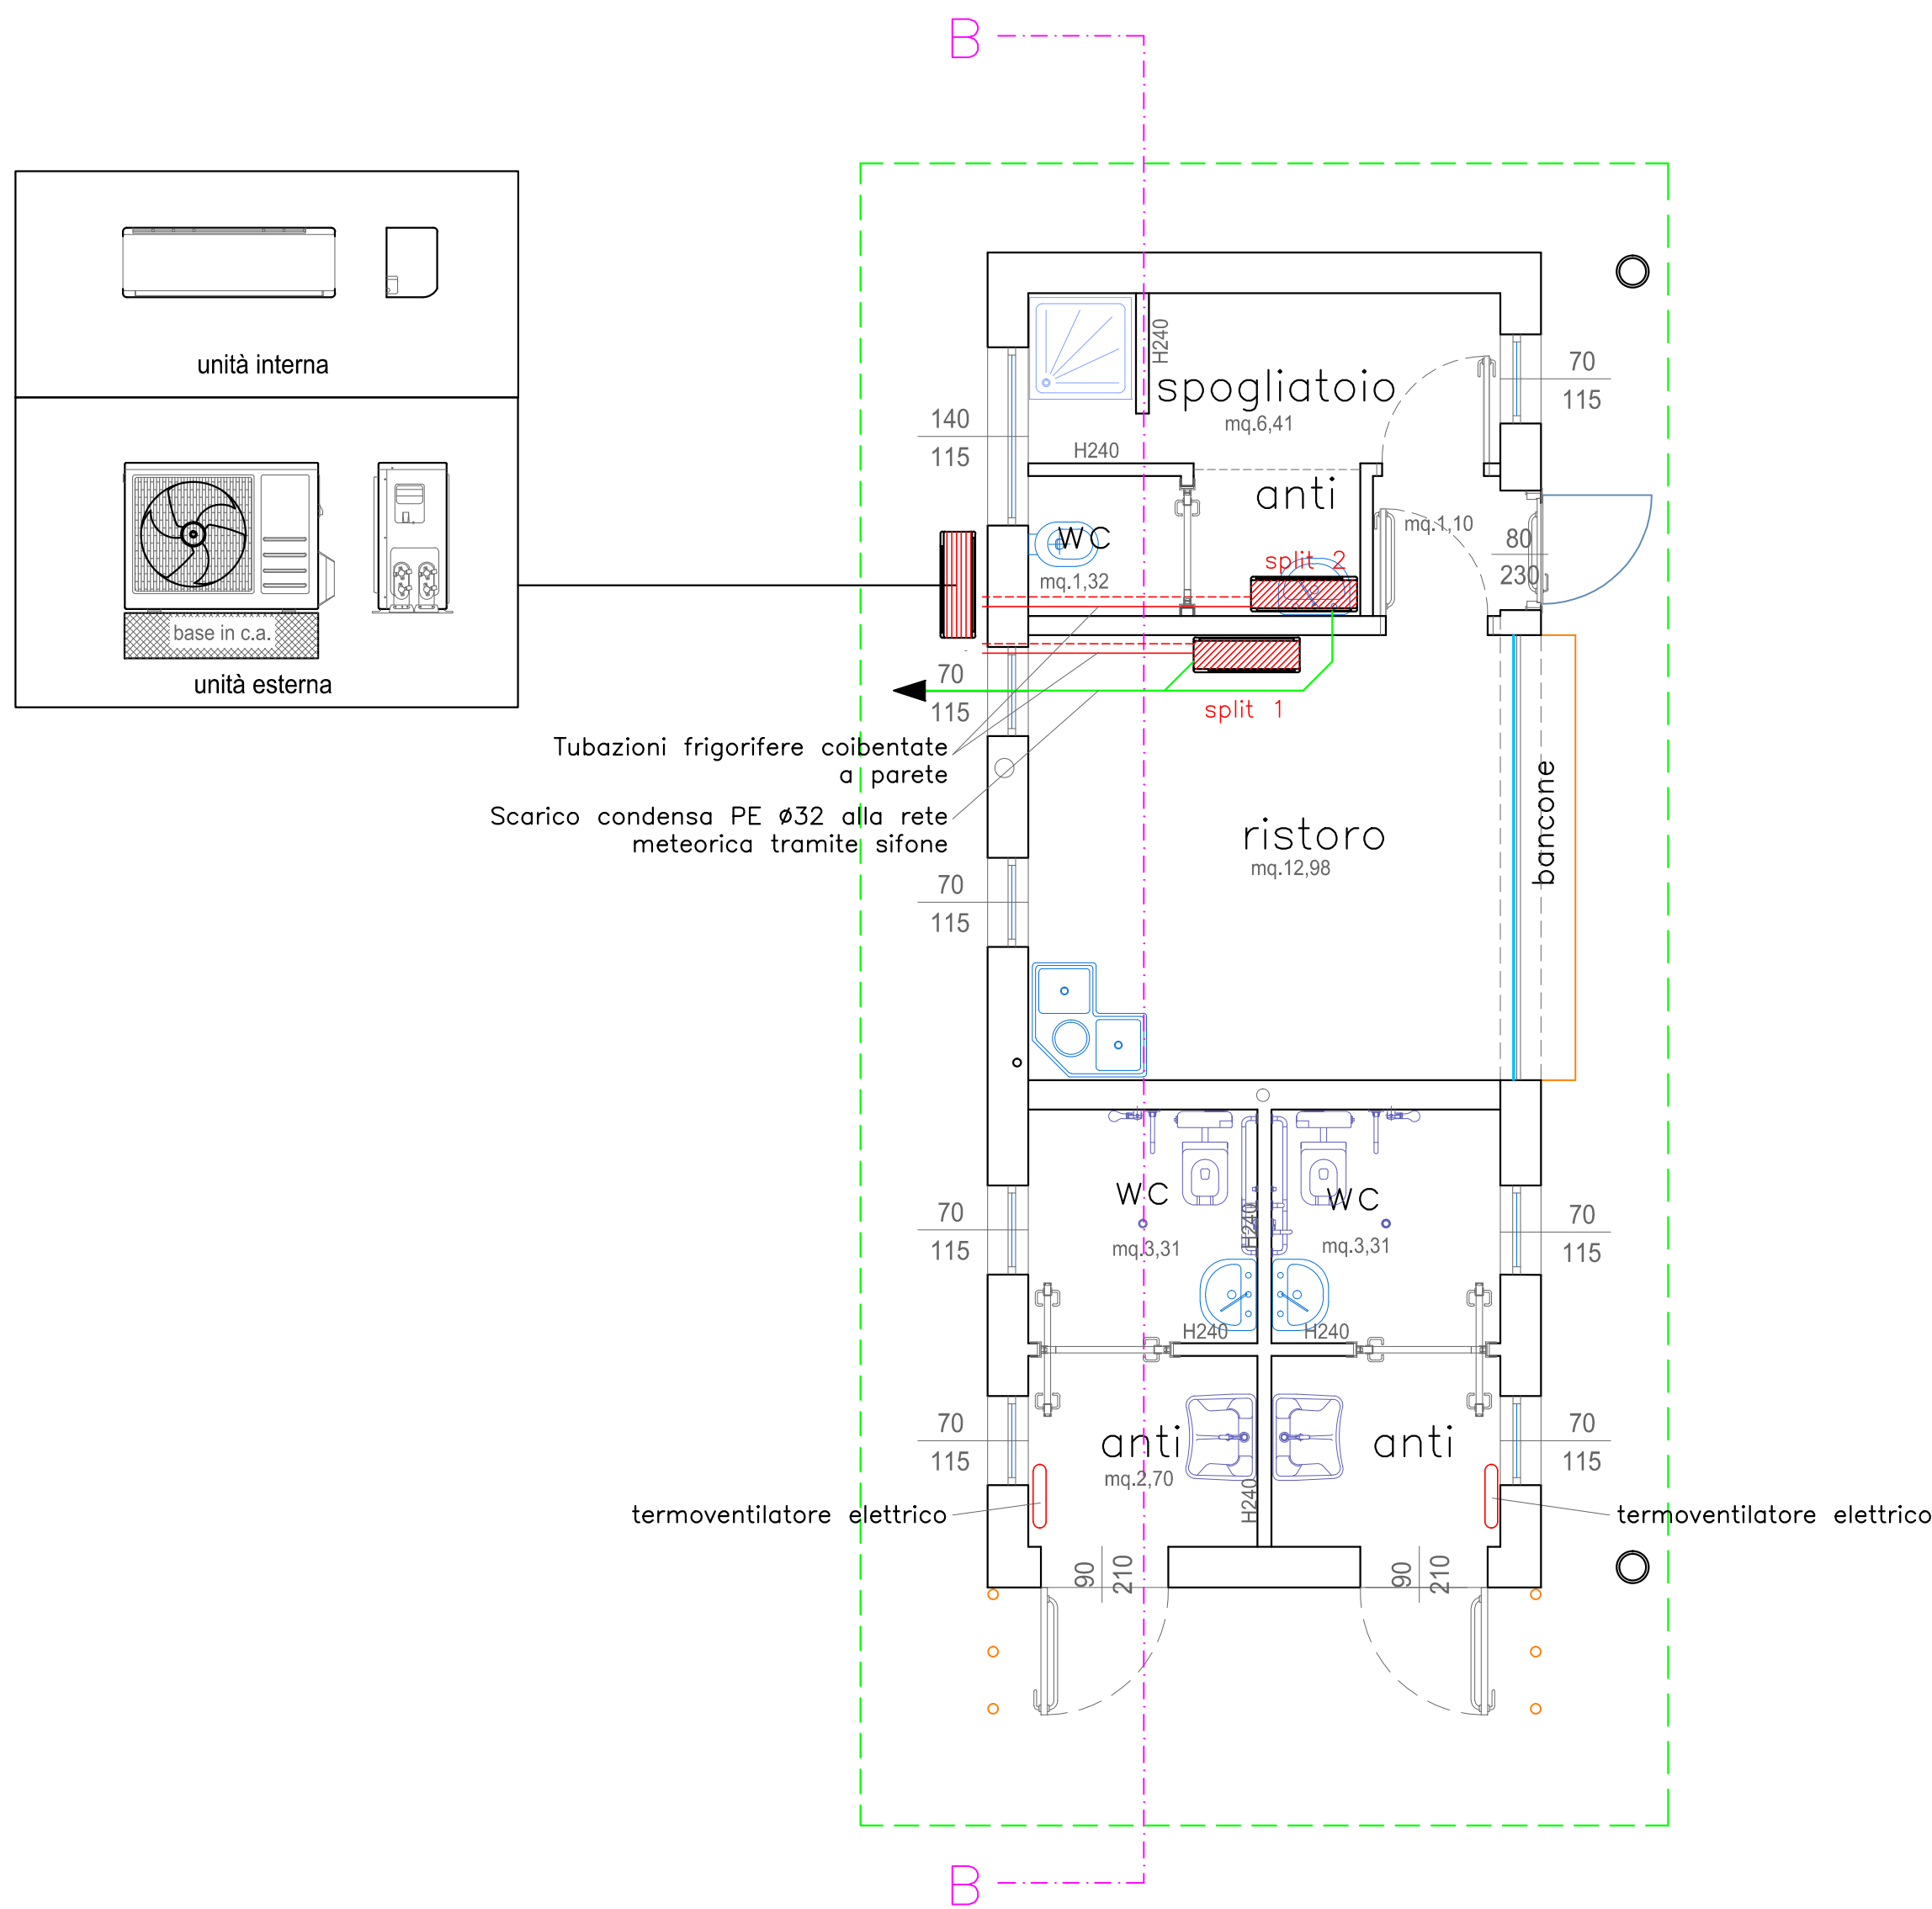 B
unità interna
base in c.a.
unità esterna
H240
spogliatoio
mq.6,41
70
115
140
115
H240
anti
mq.1,10
WC
mq.1,32
split 2
80
230
70
115
split 1
Tubazioni frigorifere coibentate
a parete
Scarico condensa PE Ø32 alla rete
meteorica tramite sifone
ristoro
mq.12,98
bancone
70
115
WC
mq.3,31
H240
WC
mq.3,31
70
115
70
115
H240
H240
anti
mq.2,70
H240
anti
70
115
70
115
termoventilatore elettrico
termoventilatore elettrico
90
210
90
210
B